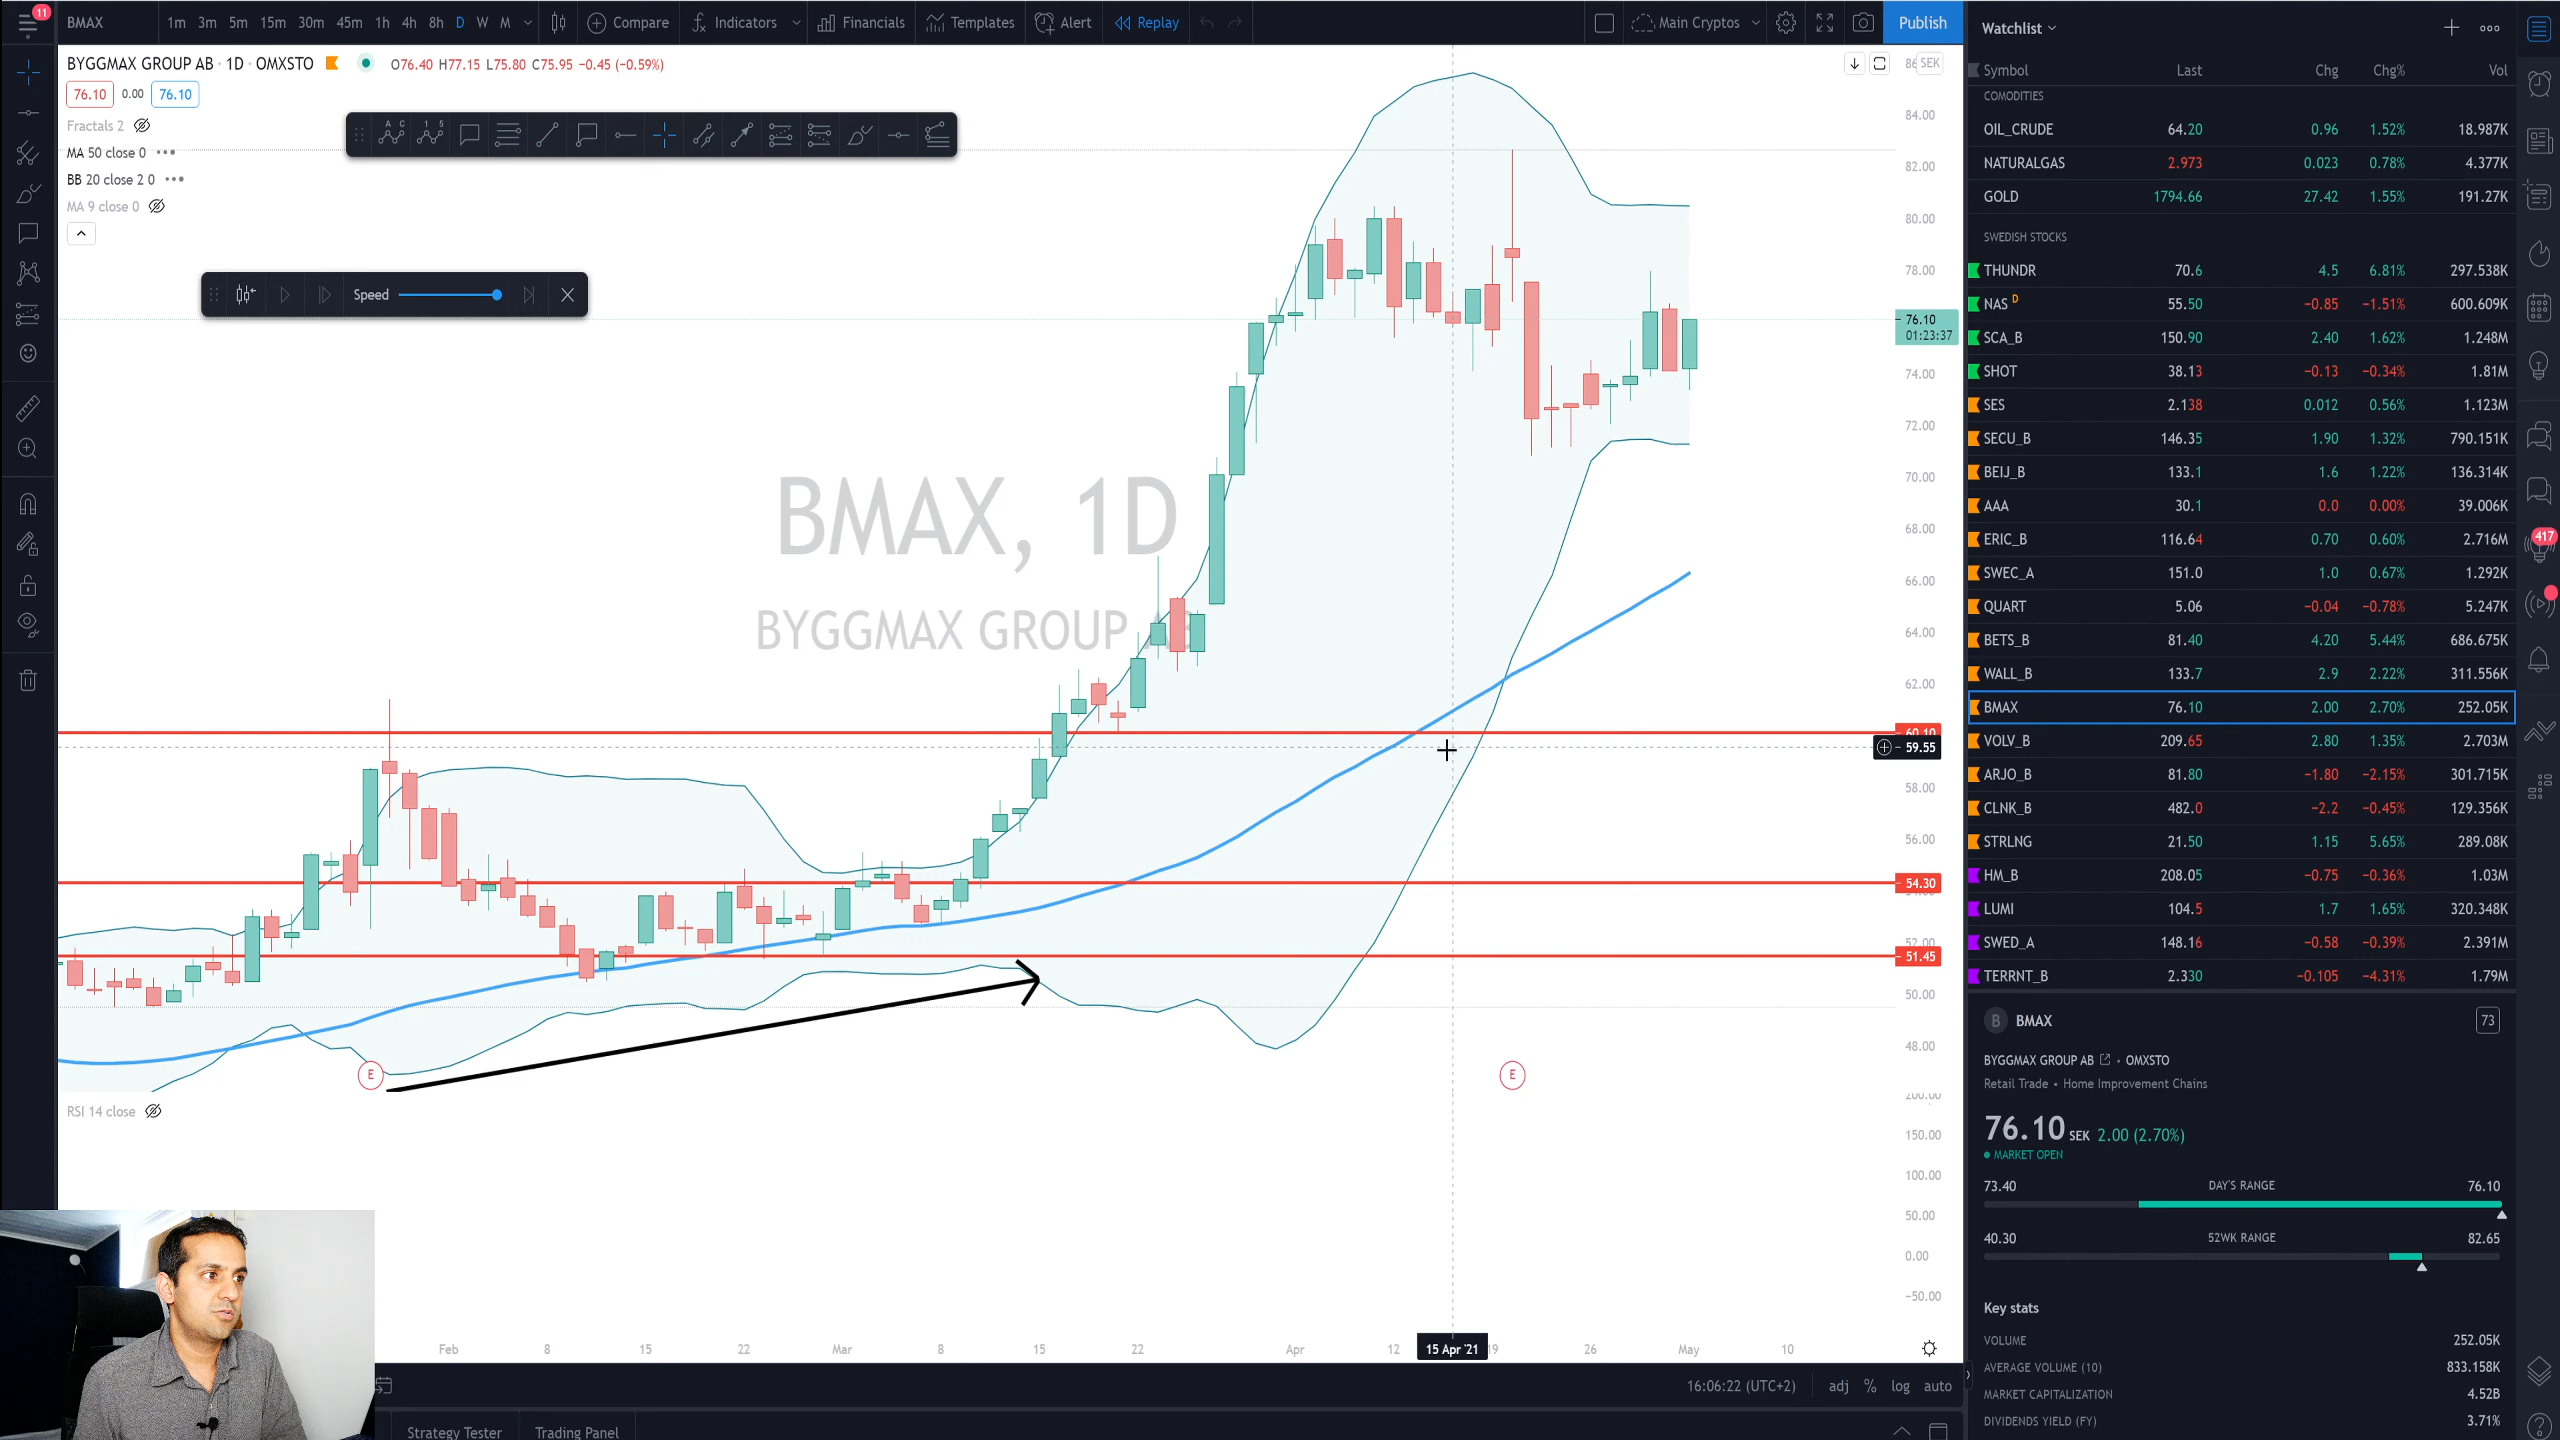 11
BMAX 1m 3m 5m 15m 30m 45m 1h 4h 8h D W M Compare Indicators Financials Templates Alert Replay Main Cryptos Publish
BYGGMAX GROUP AB · 1D · OMXSTO O76.40 H77.15 L75.80 C75.95 −0.45 (−0.59%)
SEK
76.10 0.00 76.10
Fractals 2
MA 50 close 0
BB 20 close 2 0
MA 9 close 0
A C
1 5
Speed
84.00
82.00
80.00
78.00
76.10
01:23:37
74.00
72.00
70.00
68.00
66.00
64.00
62.00
60.10
59.55
58.00
56.00
54.30
52.00
51.45
50.00
48.00
BMAX, 1D
BYGGMAX GROUP AB
E
E
RSI 14 close
200.00
150.00
100.00
50.00
0.00
−50.00
Feb 8 15 22 Mar 8 15 22 Apr 12 15 Apr '21 19 26 May 10
16:06:22 (UTC+2) adj % log auto
Strategy Tester Trading Panel
Watchlist
Symbol Last Chg Chg% Vol
COMODITIES
OIL_CRUDE 64.20 0.96 1.52% 18.987K
NATURALGAS 2.973 0.023 0.78% 4.377K
GOLD 1794.66 27.42 1.55% 191.27K
SWEDISH STOCKS
THUNDR 70.6 4.5 6.81% 297.538K
NAS D 55.50 −0.85 −1.51% 600.609K
SCA_B 150.90 2.40 1.62% 1.248M
SHOT 38.13 −0.13 −0.34% 1.81M
SES 2.138 0.012 0.56% 1.123M
SECU_B 146.35 1.90 1.32% 790.151K
BEIJ_B 133.1 1.6 1.22% 136.314K
AAA 30.1 0.0 0.00% 39.006K
ERIC_B 116.64 0.70 0.60% 2.716M
SWEC_A 151.0 1.0 0.67% 1.292K
QUART 5.06 −0.04 −0.78% 5.247K
BETS_B 81.40 4.20 5.44% 686.675K
WALL_B 133.7 2.9 2.22% 311.556K
BMAX 76.10 2.00 2.70% 252.05K
VOLV_B 209.65 2.80 1.35% 2.703M
ARJO_B 81.80 −1.80 −2.15% 301.715K
CLNK_B 482.0 −2.2 −0.45% 129.356K
STRLNG 21.50 1.15 5.65% 289.08K
HM_B 208.05 −0.75 −0.36% 1.03M
LUMI 104.5 1.7 1.65% 320.348K
SWED_A 148.16 −0.58 −0.39% 2.391M
TERRNT_B 2.330 −0.105 −4.31% 1.79M
B BMAX 73
BYGGMAX GROUP AB · OMXSTO
Retail Trade • Home Improvement Chains
76.10 SEK 2.00 (2.70%)
MARKET OPEN
73.40 DAY'S RANGE 76.10
40.30 52WK RANGE 82.65
Key stats
VOLUME 252.05K
AVERAGE VOLUME (10) 833.158K
MARKET CAPITALIZATION 4.52B
DIVIDENDS YIELD (FY) 3.71%
417